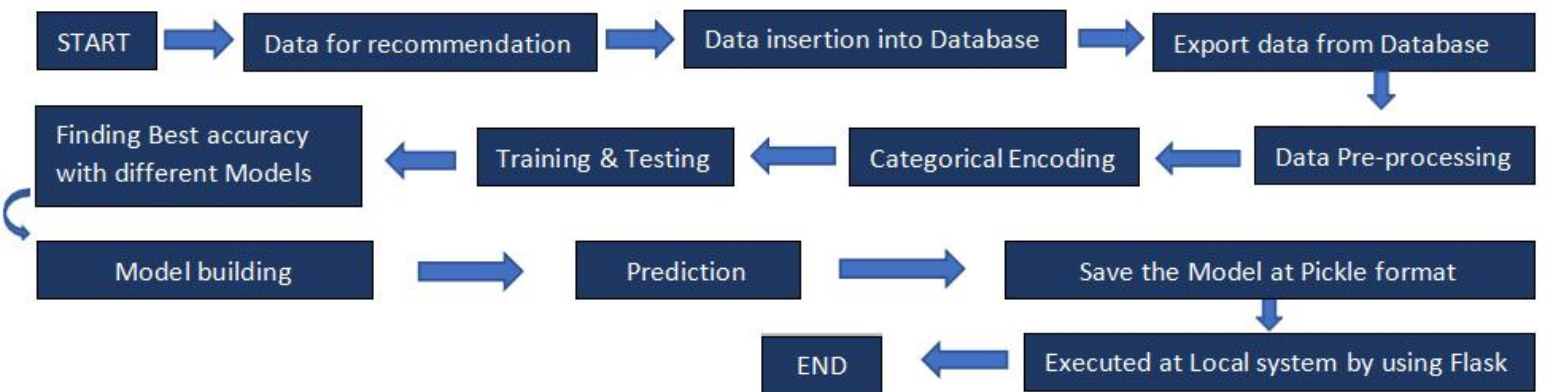 START
Data for recommendation
Data insertion into Database
Export data from Database
Data Pre-processing
Categorical Encoding
Training & Testing
Finding Best accuracy
with different Models
Model building
Prediction
Save the Model at Pickle format
Executed at Local system by using Flask
END